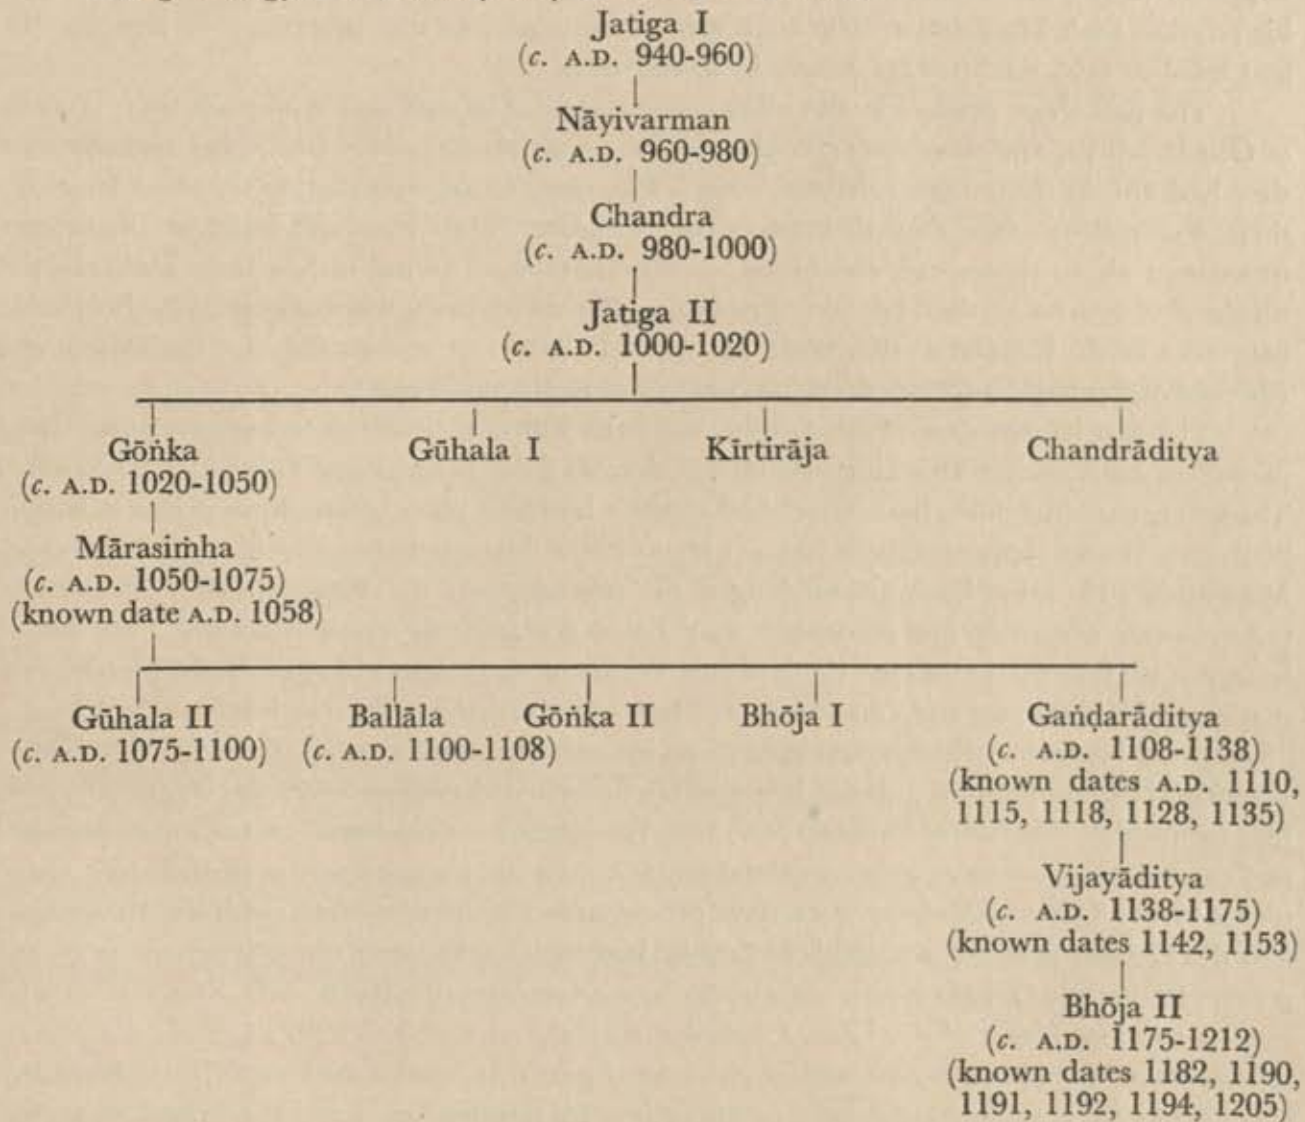 Jatiga I
(c. A.D. 940-960)
Nāyivarman
(c. A.D. 960-980)
Chandra
(c. A.D. 980-1000)
Jatiga II
(c. A.D. 1000-1020)
Gōṅka Gūhala I Kīrtirāja Chandrāditya
(c. A.D. 1020-1050)
Mārasiṁha
(c. A.D. 1050-1075)
(known date A.D. 1058)
Gūhala II Ballāla Gōṅka II Bhōja I Gaṅḍarāditya
(c. A.D. 1075-1100) (c. A.D. 1100-1108) (c. A.D. 1108-1138)
(known dates A.D. 1110,
1115, 1118, 1128, 1135)
Vijayāditya
(c. A.D. 1138-1175)
(known dates 1142, 1153)
Bhōja II
(c. A.D. 1175-1212)
(known dates 1182, 1190,
1191, 1192, 1194, 1205)